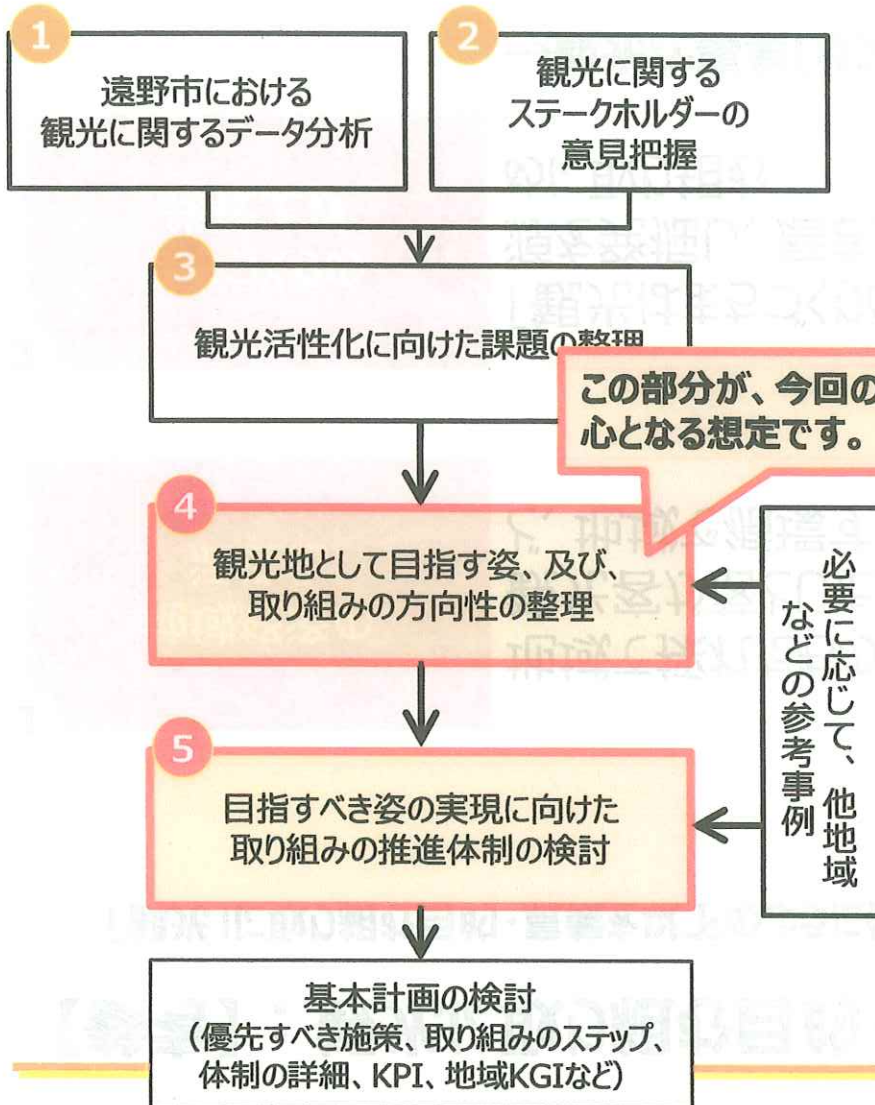 1
遠野市における
観光に関するデータ分析
2
観光に関する
ステークホルダーの
意見把握
3
観光活性化に向けた課題の整理
この部分が、今回の
心となる想定です。
4
観光地として目指す姿、及び、
取り組みの方向性の整理
必要に応じて、他地域
などの参考事例
5
目指すべき姿の実現に向けた
取り組みの推進体制の検討
基本計画の検討
(優先すべき施策、取り組みのステップ、
体制の詳細、KPI、地域KGIなど)